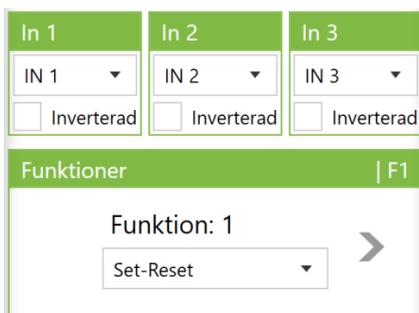 In 1 In 2 In 3
IN 1 IN 2 IN 3
Inverterad Inverterad Inverterad
Funktioner | F1
Funktion: 1
Set-Reset